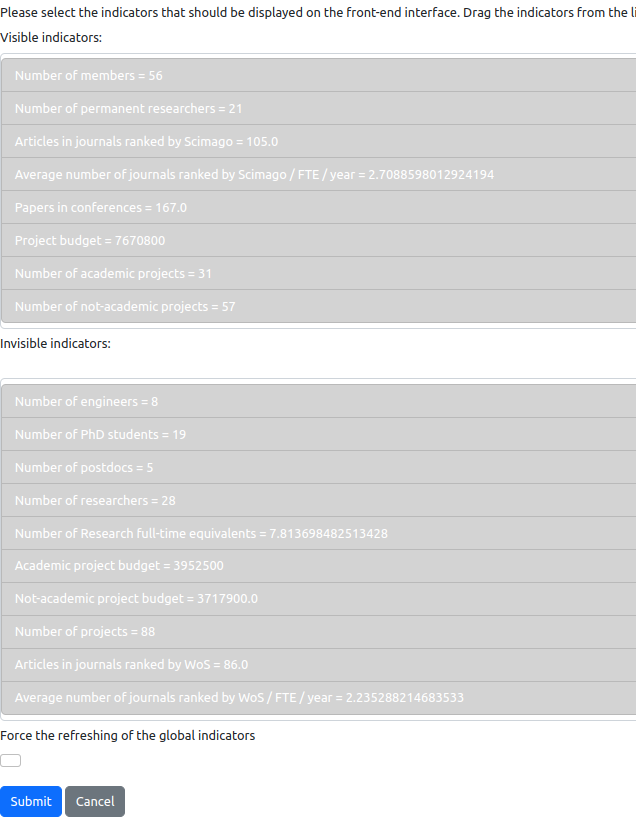 Please select the indicators that should be displayed on the front-end interface. Drag the indicators from the li
Visible indicators:
Number of members = 56
Number of permanent researchers = 21
Articles in journals ranked by Scimago = 105.0
Average number of journals ranked by Scimago / FTE / year = 2.7088598012924194
Papers in conferences = 167.0
Project budget = 7670800
Number of academic projects = 31
Number of not-academic projects = 57
Invisible indicators:
Number of engineers = 8
Number of PhD students = 19
Number of postdocs = 5
Number of researchers = 28
Number of Research full-time equivalents = 7.813698482513428
Academic project budget = 3952500
Not-academic project budget = 3717900.0
Number of projects = 88
Articles in journals ranked by WoS = 86.0
Average number of journals ranked by WoS / FTE / year = 2.235288214683533
Force the refreshing of the global indicators
Submit Cancel